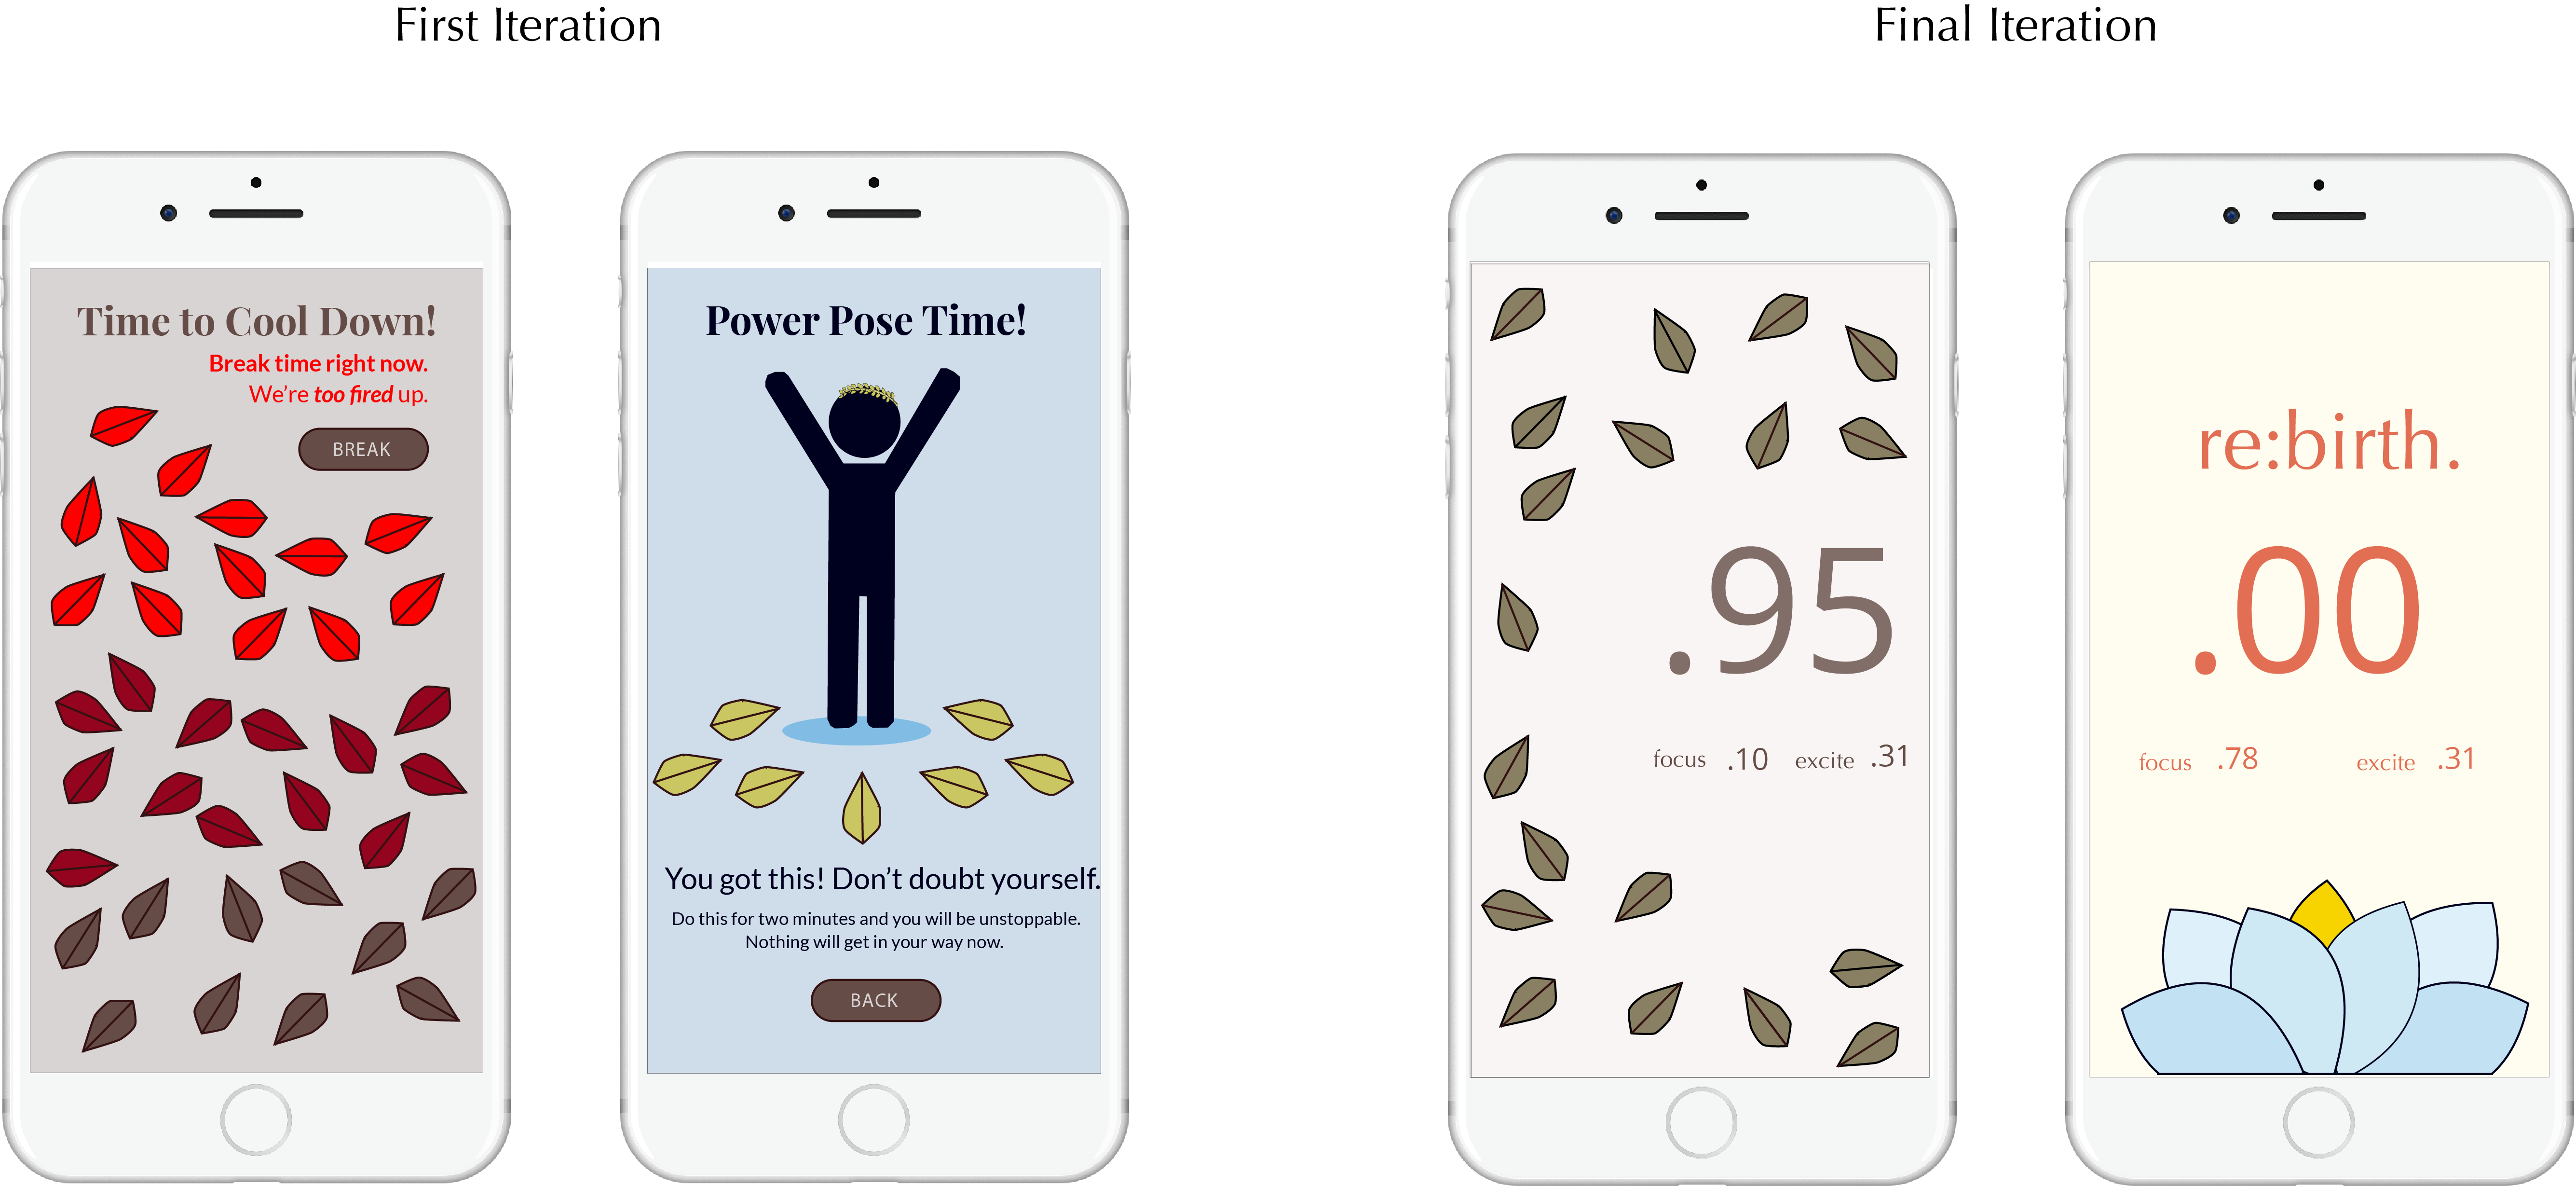 First Iteration
Final Iteration
Time to Cool Down!
Break time right now.
We're too fired up.
BREAK
Power Pose Time!
You got this! Don't doubt yourself.
Do this for two minutes and you will be unstoppable.
Nothing will get in your way now.
BACK
.95
focus .10 excite .31
re:birth.
.00
focus .78 excite .31